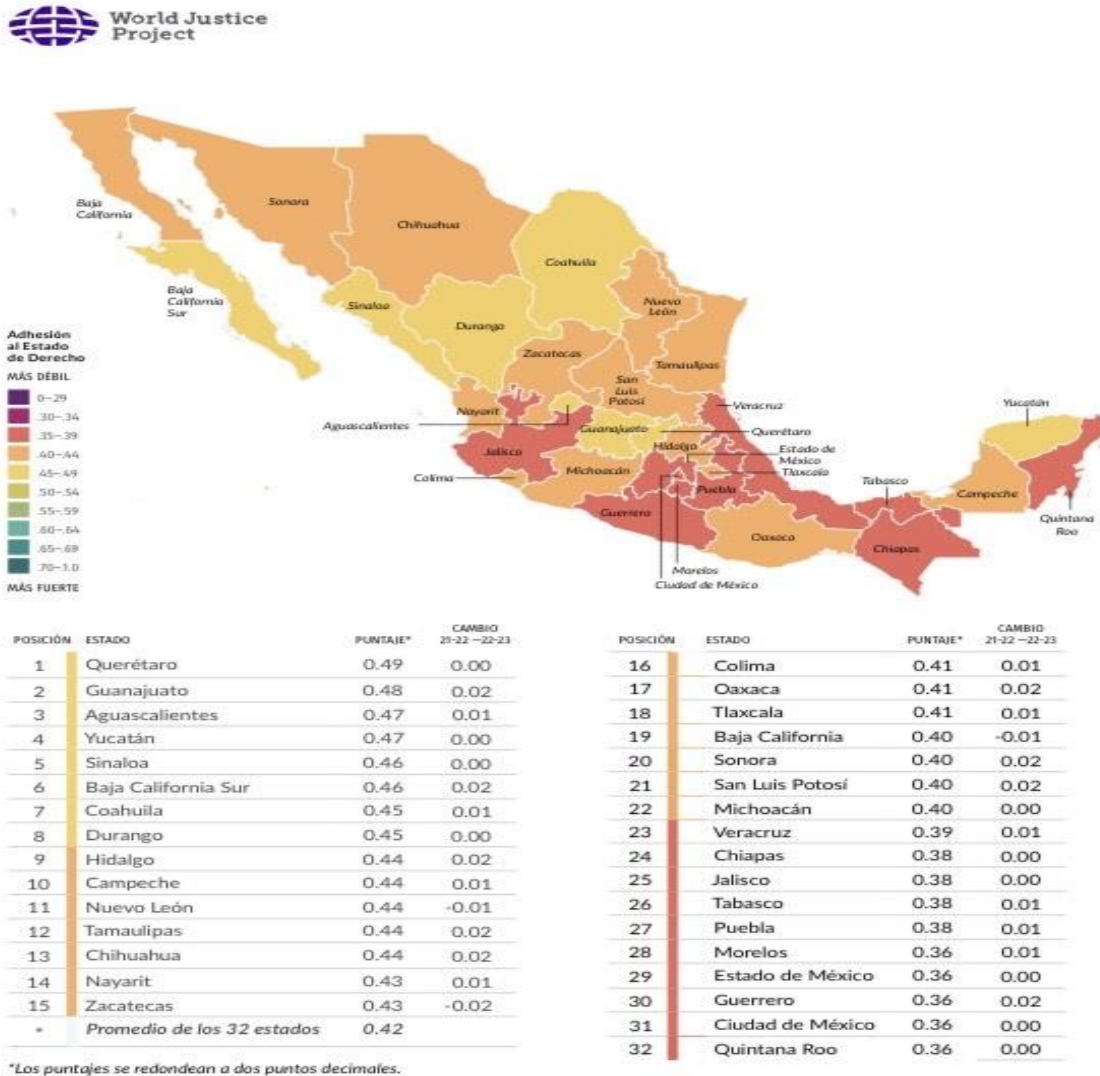 World Justice
Project
Baja
California
Sonora
Chihuahua
Coahuila
Baja
California
Sur
Sinaloa
Durango
Nuevo
León
Adhesión
al Estado
de Derecho
MÁS DÉBIL
0-.29
.30-.34
.35-.39
.40-.44
.45-.49
.50-.54
.55-.59
.60-.64
.65-.69
.70-1.0
MÁS FUERTE
Zacatecas
Tamaulipas
San
Luis
Potosí
Nayarit
Aguascalientes
Guanajuato
Veracruz
Querétaro
Yucatán
Jalisco
Hidalgo
Estado de
México
Tlaxcala
Colima
Michoacán
Tabasco
Campeche
Puebla
Guerrero
Quintana
Roo
Oaxaca
Chiapas
Morelos
Ciudad de México
POSICIÓN ESTADO PUNTAJE* CAMBIO 21-22 —22-23
1 Querétaro 0.49 0.00
2 Guanajuato 0.48 0.02
3 Aguascalientes 0.47 0.01
4 Yucatán 0.47 0.00
5 Sinaloa 0.46 0.00
6 Baja California Sur 0.46 0.02
7 Coahuila 0.45 0.01
8 Durango 0.45 0.00
9 Hidalgo 0.44 0.02
10 Campeche 0.44 0.01
11 Nuevo León 0.44 -0.01
12 Tamaulipas 0.44 0.02
13 Chihuahua 0.44 0.02
14 Nayarit 0.43 0.01
15 Zacatecas 0.43 -0.02
* Promedio de los 32 estados 0.42
POSICIÓN ESTADO PUNTAJE* CAMBIO 21-22 —22-23
16 Colima 0.41 0.01
17 Oaxaca 0.41 0.02
18 Tlaxcala 0.41 0.01
19 Baja California 0.40 -0.01
20 Sonora 0.40 0.02
21 San Luis Potosí 0.40 0.02
22 Michoacán 0.40 0.00
23 Veracruz 0.39 0.01
24 Chiapas 0.38 0.00
25 Jalisco 0.38 0.00
26 Tabasco 0.38 0.01
27 Puebla 0.38 0.01
28 Morelos 0.36 0.01
29 Estado de México 0.36 0.00
30 Guerrero 0.36 0.02
31 Ciudad de México 0.36 0.00
32 Quintana Roo 0.36 0.00
*Los puntajes se redondean a dos puntos decimales.